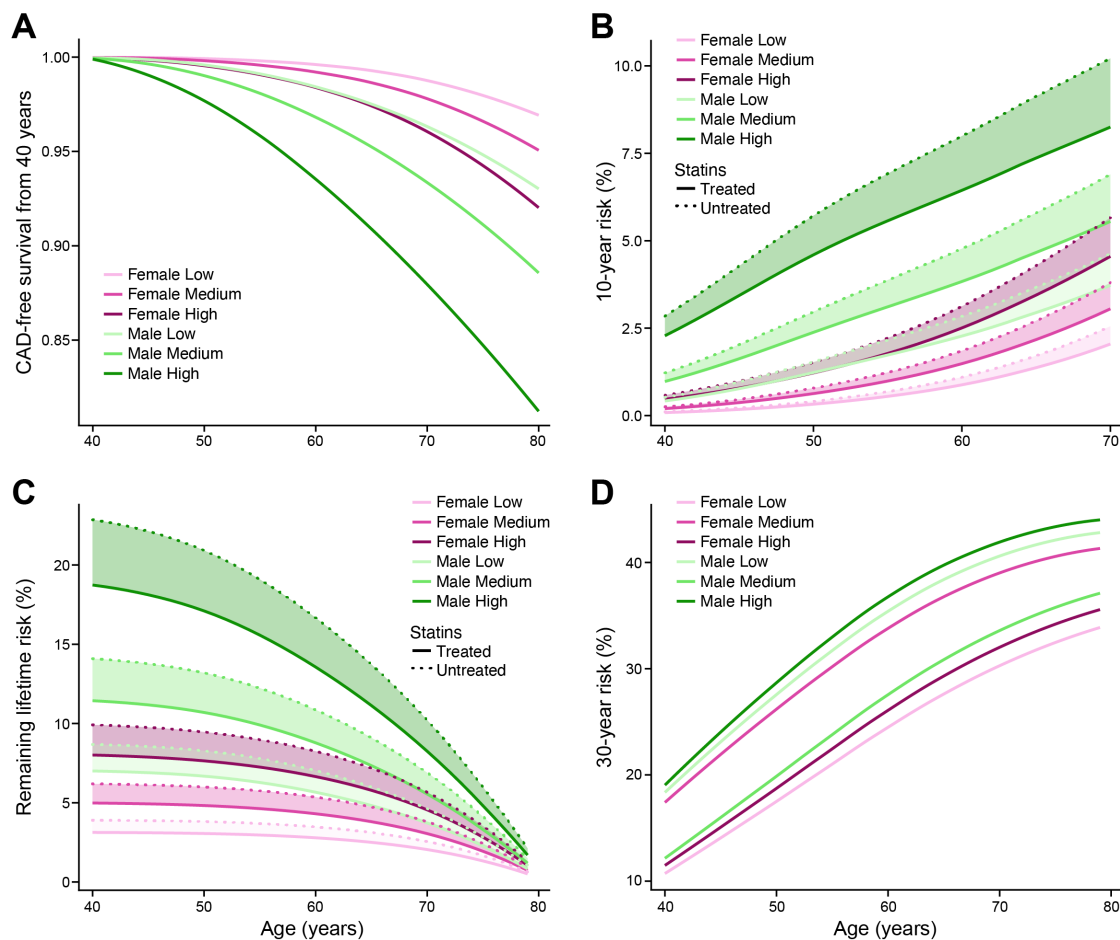 A
CAD-free survival from 40 years
1.00
0.95
0.90
0.85
Female Low
Female Medium
Female High
Male Low
Male Medium
Male High
40 50 60 70 80
B
10-year risk (%)
10.0
7.5
5.0
2.5
0.0
Female Low
Female Medium
Female High
Male Low
Male Medium
Male High
Statins
Treated
Untreated
40 50 60 70
C
Remaining lifetime risk (%)
20
15
10
5
0
Female Low
Female Medium
Female High
Male Low
Male Medium
Male High
Statins
Treated
Untreated
40 50 60 70 80
Age (years)
D
30-year risk (%)
40
30
20
10
Female Low
Female Medium
Female High
Male Low
Male Medium
Male High
40 50 60 70 80
Age (years)